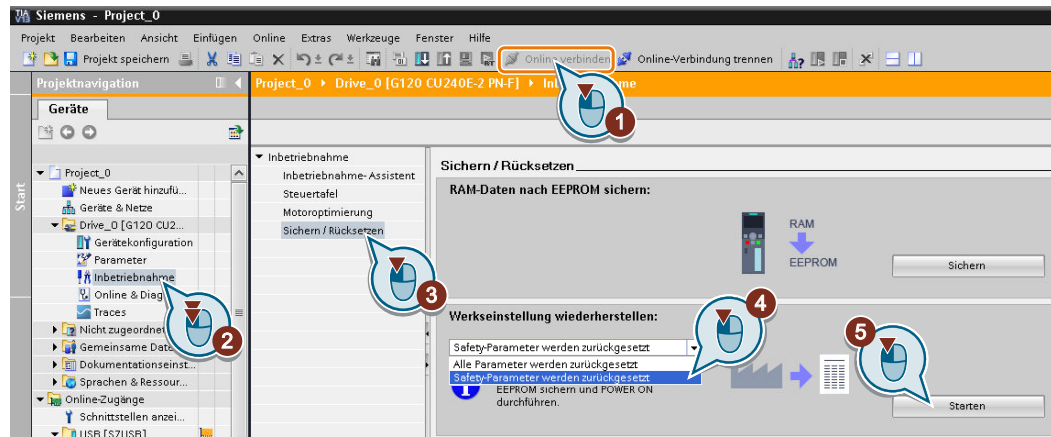 Siemens - Project_0
Projekt Bearbeiten Ansicht Einfügen Online Extras Werkzeuge Fenster Hilfe
Projekt speichern Online verbinden Online-Verbindung trennen
Projektnavigation
Project_0 Drive_0 [G120 CU240E-2 PN-F]
1
Geräte
Start
Project_0
Neues Gerät hinzufü...
Geräte & Netze
Drive_0 [G120 CU2...
Gerätekonfiguration
Parameter
Inbetriebnahme
Online & Diag
Traces
2
Gemeinsame Date
Dokumentationseinst...
Sprachen & Ressour...
Online-Zugänge
Schnittstellen anzei...
USB [S7USB]
Inbetriebnahme
Inbetriebnahme-Assistent
Steuertafel
Motoroptimierung
Sichern / Rücksetzen
3
Sichern / Rücksetzen
RAM-Daten nach EEPROM sichern:
RAM
EEPROM
Sichern
Werkseinstellung wiederherstellen:
4
Safety-Parameter werden zurückgesetzt
Alle Parameter werden zurückgesetzt
Safety-Parameter werden zurückgesetzt
EEPROM sichern und POWER ON
durchführen.
5
Starten